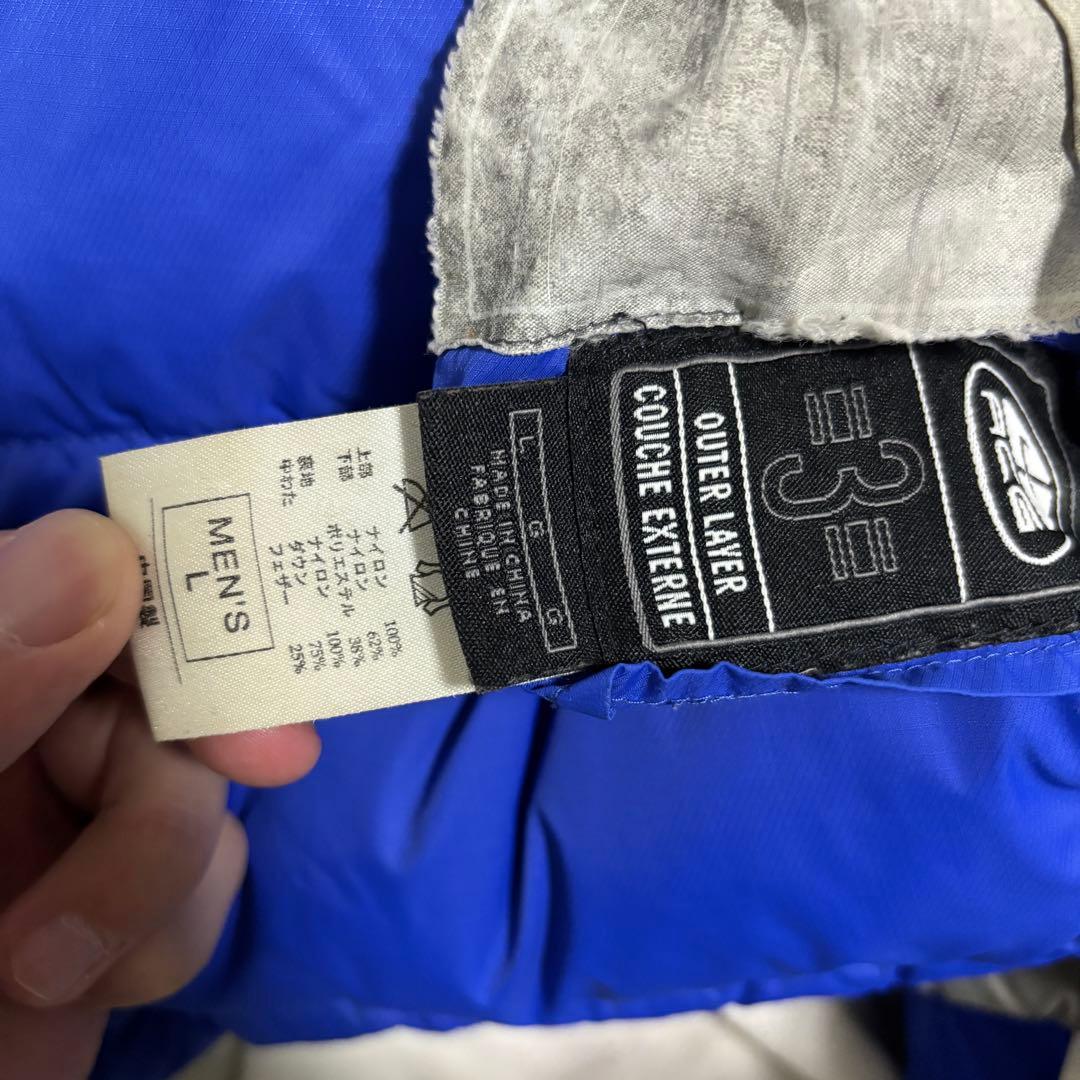 ACG
3
OUTER LAYER
COUCHE EXTERNE
L G G
MADE IN CHINA
FABRIQUE EN
CHINE
上部 ナイロン 100%
下部 ナイロン 62%
ポリエステル 38%
裏地 ナイロン 100%
中わた ダウン 75%
フェザー 25%
MEN'S
L